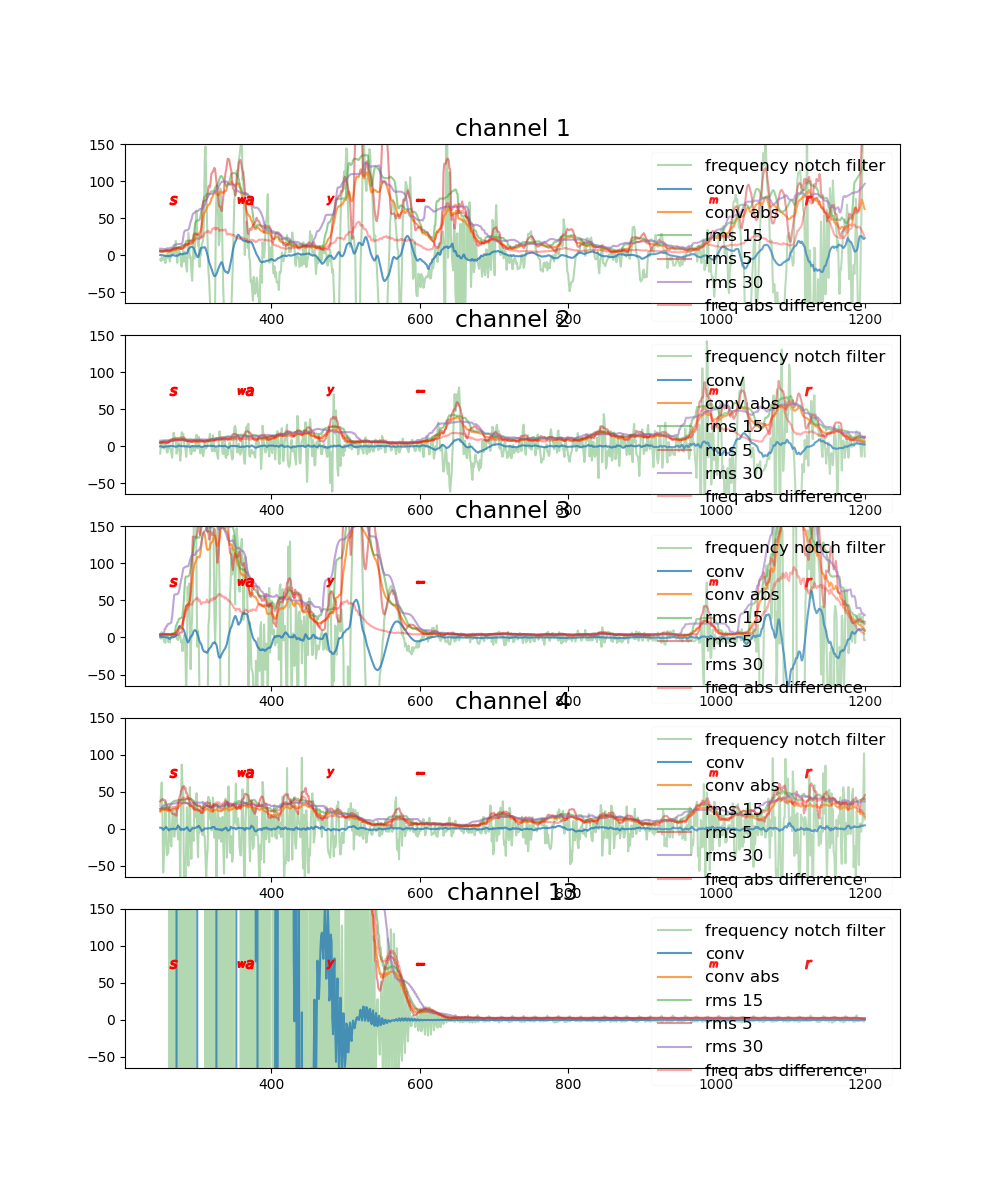 channel 1
150
100
50
0
−50
s wa y – m r
frequency notch filter
conv
conv abs
rms 15
rms 5
rms 30
freq abs difference
400 600 800 1000 1200
channel 2
150
100
50
0
−50
s wa y – m r
frequency notch filter
conv
conv abs
rms 15
rms 5
rms 30
freq abs difference
400 600 800 1000 1200
channel 3
150
100
50
0
−50
s wa y – m r
frequency notch filter
conv
conv abs
rms 15
rms 5
rms 30
freq abs difference
400 600 800 1000 1200
channel 4
150
100
50
0
−50
s wa y – m r
frequency notch filter
conv
conv abs
rms 15
rms 5
rms 30
freq abs difference
400 600 800 1000 1200
channel 13
150
100
50
0
−50
s wa y – m r
frequency notch filter
conv
conv abs
rms 15
rms 5
rms 30
freq abs difference
400 600 800 1000 1200